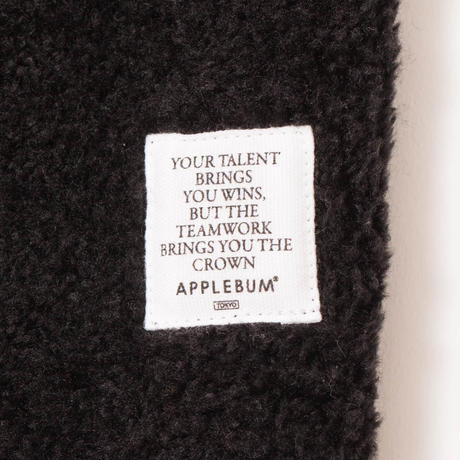 YOUR TALENT
BRINGS
YOU WINS,
BUT THE
TEAMWORK
BRINGS YOU THE
CROWN
APPLEBUM®
TOKYO